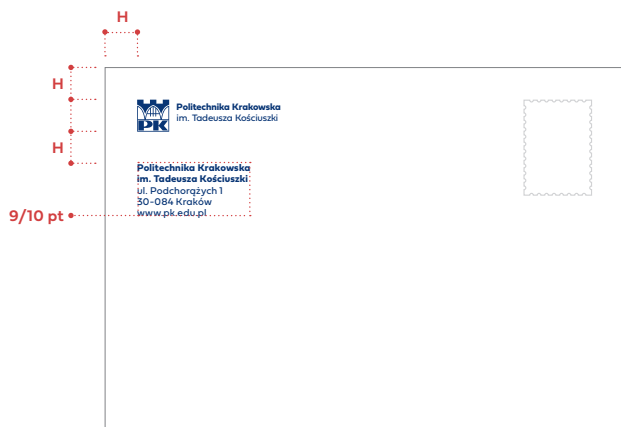 H
H
PK
Politechnika Krakowska
im. Tadeusza Kościuszki
H
Politechnika Krakowska
im. Tadeusza Kościuszki
ul. Podchorążych 1
30-084 Kraków
www.pk.edu.pl
9/10 pt